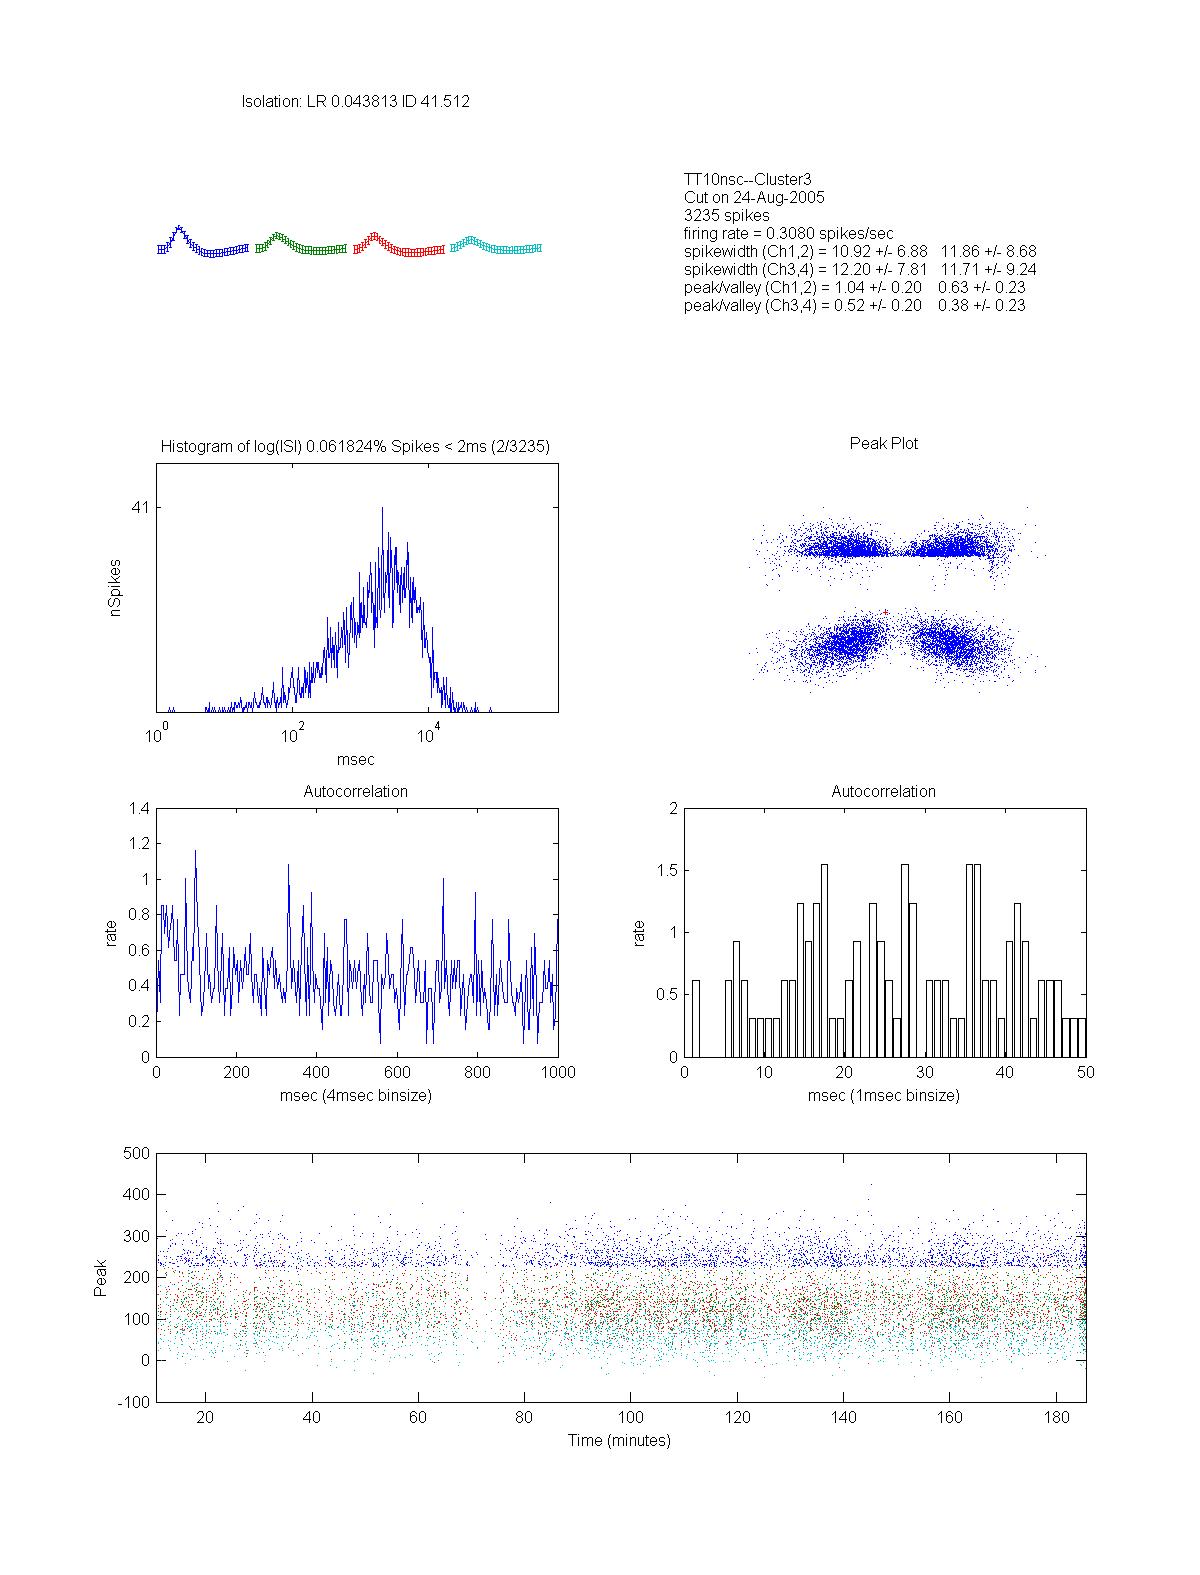 Isolation: LR 0.043813 ID 41.512
TT10nsc--Cluster3
Cut on 24-Aug-2005
3235 spikes
firing rate = 0.3080 spikes/sec
spikewidth (Ch1,2) = 10.92 +/- 6.88 11.86 +/- 8.68
spikewidth (Ch3,4) = 12.20 +/- 7.81 11.71 +/- 9.24
peak/valley (Ch1,2) = 1.04 +/- 0.20 0.63 +/- 0.23
peak/valley (Ch3,4) = 0.52 +/- 0.20 0.38 +/- 0.23
Histogram of log(ISI) 0.061824% Spikes < 2ms (2/3235)
41
nSpikes
10^0 10^2 10^4
msec
Peak Plot
Autocorrelation
1.4
1.2
1
0.8
0.6
0.4
0.2
0
rate
0 200 400 600 800 1000
msec (4msec binsize)
Autocorrelation
2
1.5
1
0.5
0
rate
0 10 20 30 40 50
msec (1msec binsize)
500
400
300
200
100
0
-100
Peak
20 40 60 80 100 120 140 160 180
Time (minutes)